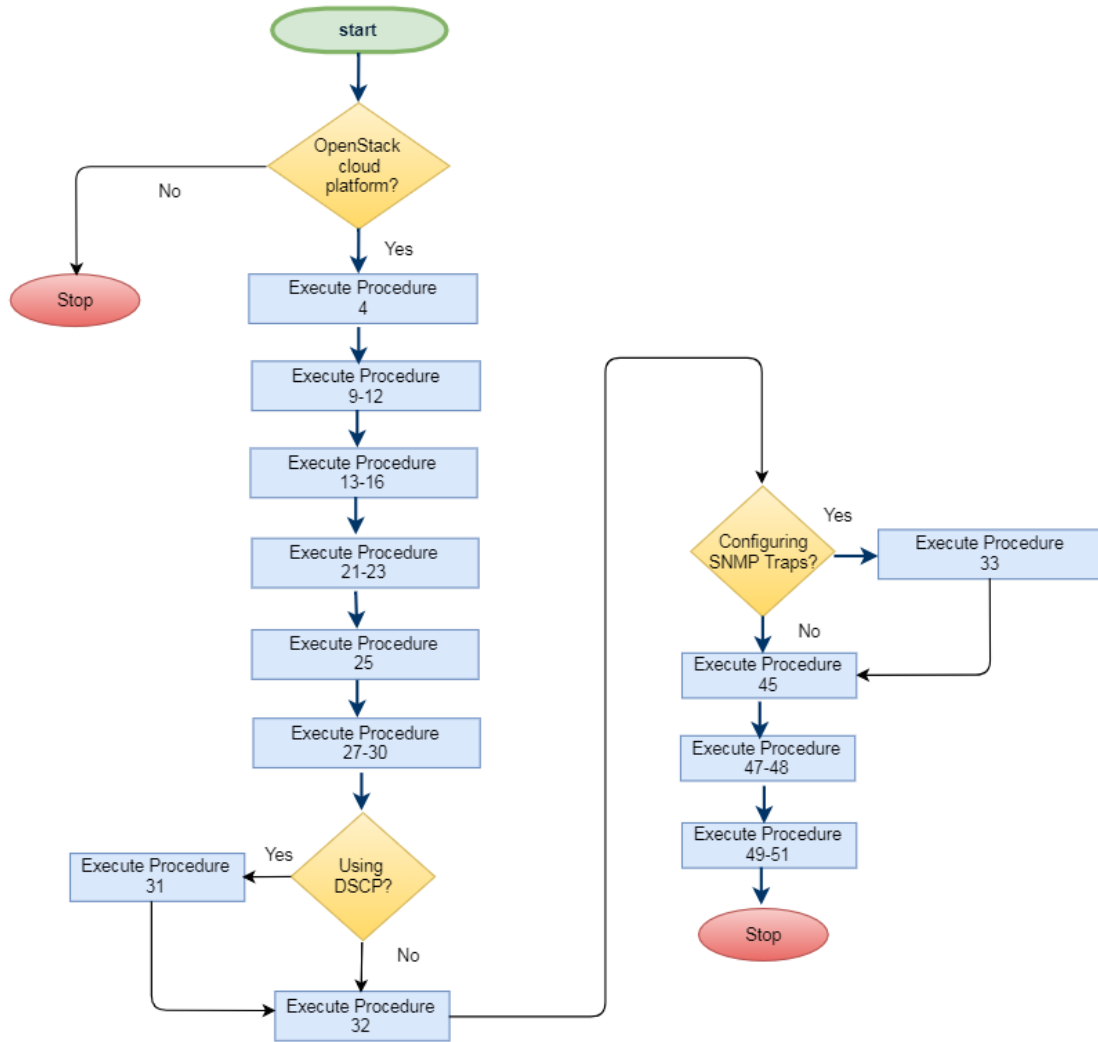 start
OpenStack
cloud
platform?
No
Yes
Stop
Execute Procedure
4
Execute Procedure
9-12
Execute Procedure
13-16
Execute Procedure
21-23
Execute Procedure
25
Execute Procedure
27-30
Using
DSCP?
Yes
Execute Procedure
31
No
Execute Procedure
32
Configuring
SNMP Traps?
Yes
Execute Procedure
33
No
Execute Procedure
45
Execute Procedure
47-48
Execute Procedure
49-51
Stop